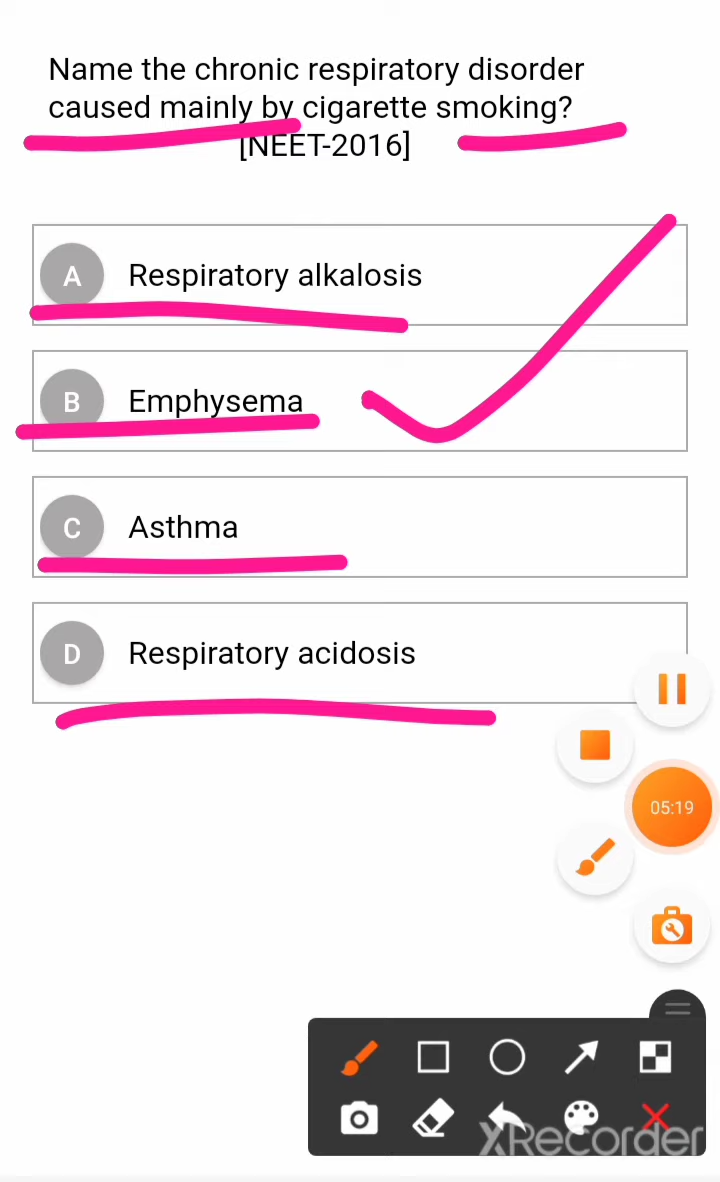 Name the chronic respiratory disorder
caused mainly by cigarette smoking?
[NEET-2016]
A Respiratory alkalosis
B Emphysema
C Asthma
D Respiratory acidosis
05:19
XRecorder